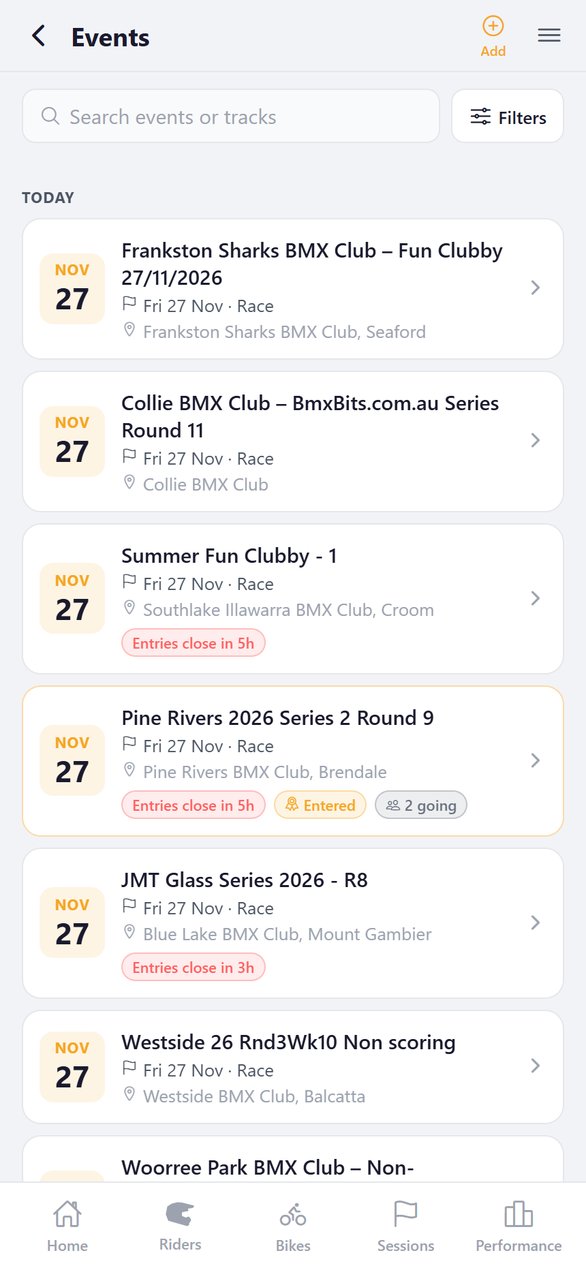 Events
Add
Search events or tracks
Filters
TODAY
NOV
27
Frankston Sharks BMX Club – Fun Clubby
27/11/2026
Fri 27 Nov · Race
Frankston Sharks BMX Club, Seaford
NOV
27
Collie BMX Club – BmxBits.com.au Series
Round 11
Fri 27 Nov · Race
Collie BMX Club
NOV
27
Summer Fun Clubby - 1
Fri 27 Nov · Race
Southlake Illawarra BMX Club, Croom
Entries close in 5h
NOV
27
Pine Rivers 2026 Series 2 Round 9
Fri 27 Nov · Race
Pine Rivers BMX Club, Brendale
Entries close in 5h Entered 2 going
NOV
27
JMT Glass Series 2026 - R8
Fri 27 Nov · Race
Blue Lake BMX Club, Mount Gambier
Entries close in 3h
NOV
27
Westside 26 Rnd3Wk10 Non scoring
Fri 27 Nov · Race
Westside BMX Club, Balcatta
Woorree Park BMX Club – Non-
Home Riders Bikes Sessions Performance